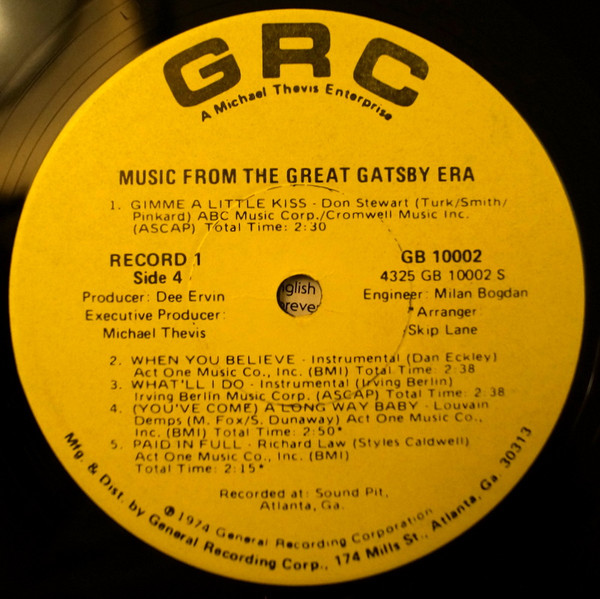 GRC
A Michael Thevis Enterprise
MUSIC FROM THE GREAT GATSBY ERA
1. GIMME A LITTLE KISS - Don Stewart (Turk/Smith/
Pinkard) ABC Music Corp./Cromwell Music Inc.
(ASCAP) Total Time: 2:30
RECORD 1
Side 4
Producer: Dee Ervin
Executive Producer:
Michael Thevis
GB 10002
4325 GB 10002 S
Engineer: Milan Bogdan
*Arranger
Skip Lane
nglish
rever
2. WHEN YOU BELIEVE - Instrumental (Dan Eckley)
Act One Music Co., Inc. (BMI) Total Time: 2:38
3. WHAT'LL I DO - Instrumental (Irving Berlin)
Irving Berlin Music Corp. (ASCAP) Total Time: 2:38
4. (YOU'VE COME) A LONG WAY BABY - Louvain
Demps (M. Fox/S. Dunaway) Act One Music Co.,
Inc. (BMI) Total Time: 2:50*
5. PAID IN FULL - Richard Law (Styles Caldwell)
Act One Music Co., Inc. (BMI)
Total Time: 2:15*
Recorded at: Sound Pit,
Atlanta, Ga.
℗ 1974 General Recording Corporation
Mfg. & Dist. by General Recording Corp., 174 Mills St., Atlanta, Ga. 30313